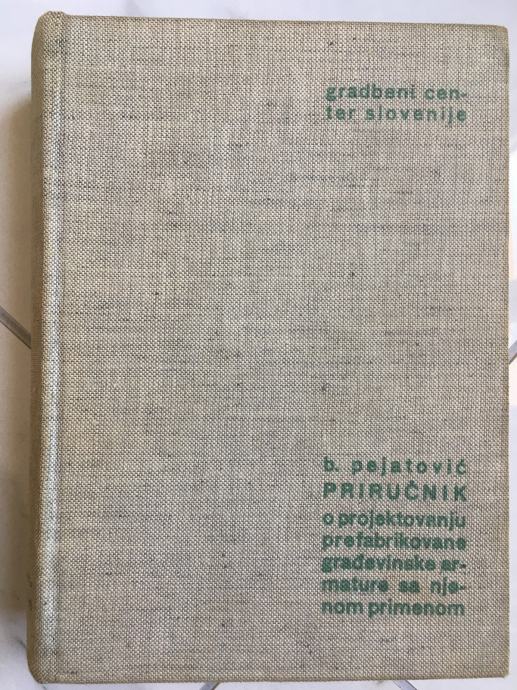 gradbeni cen-
ter slovenije
b. pejatović
PRIRUČNIK
o projektovanju
prefabrikovane
građevinske ar-
mature sa nje-
nom primenom